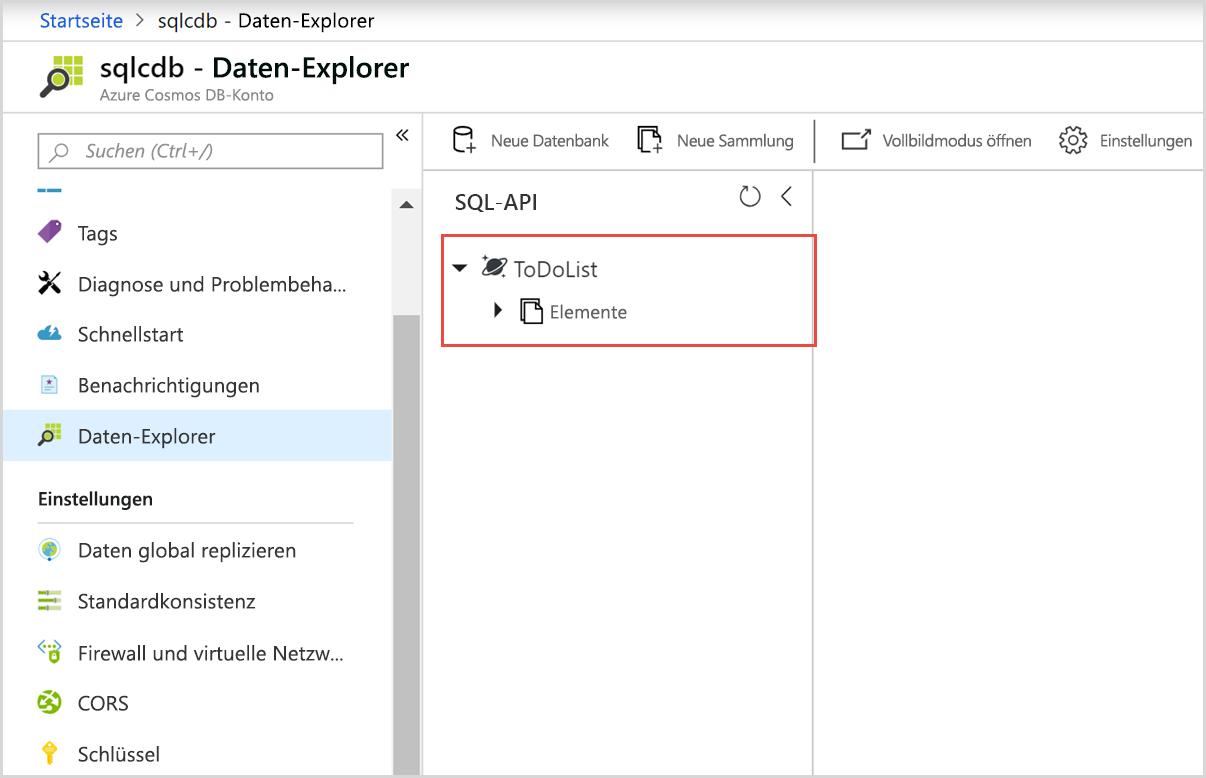 Startseite > sqlcdb - Daten-Explorer
sqlcdb - Daten-Explorer
Azure Cosmos DB-Konto
Suchen (Ctrl+/)
«
Tags
Diagnose und Problembeha...
Schnellstart
Benachrichtigungen
Daten-Explorer
Einstellungen
Daten global replizieren
Standardkonsistenz
Firewall und virtuelle Netzw...
CORS
Schlüssel
Neue Datenbank
Neue Sammlung
Vollbildmodus öffnen
Einstellungen
SQL-API
ToDoList
Elemente